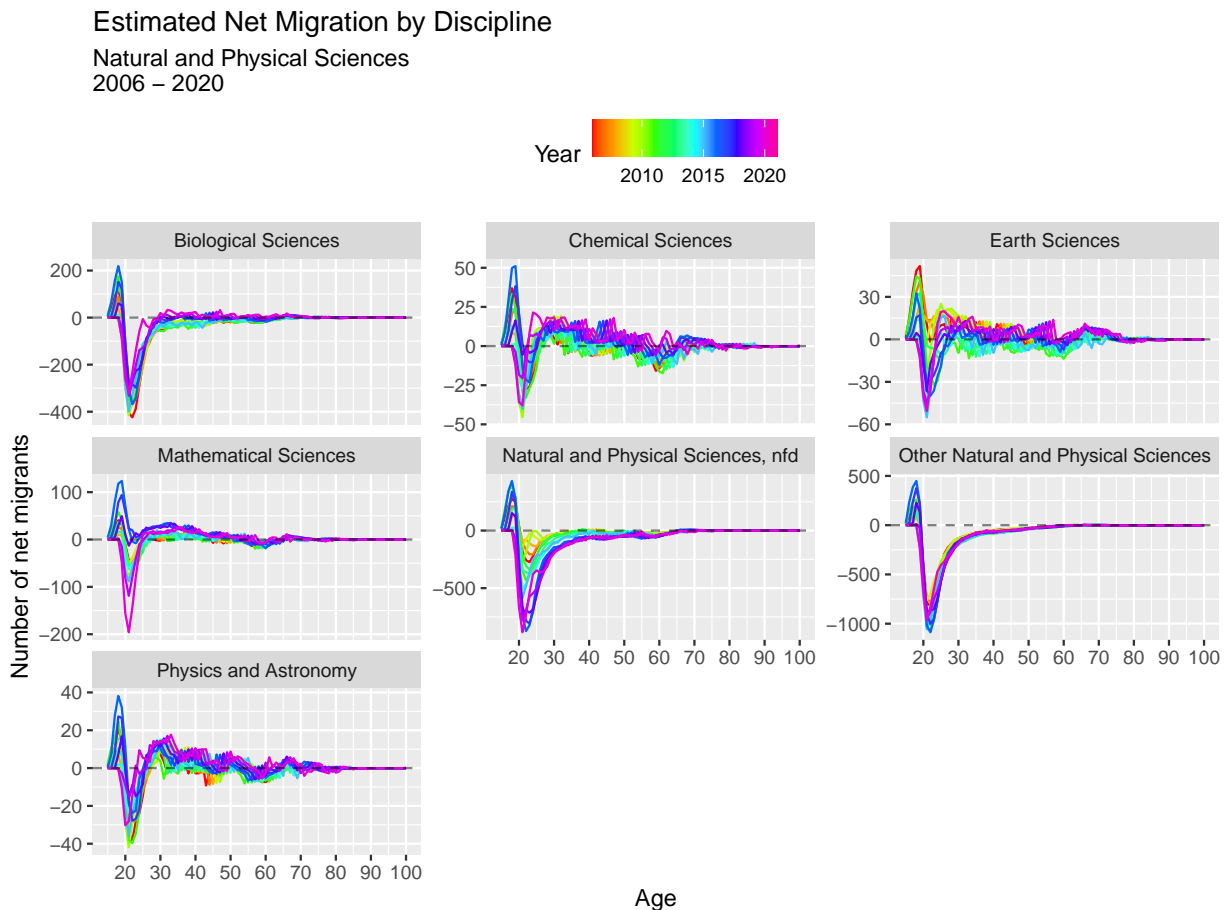 Estimated Net Migration by Discipline
Natural and Physical Sciences
2006 − 2020
Year
2010 2015 2020
Number of net migrants
Biological Sciences
200
0
−200
−400
Chemical Sciences
50
25
0
−25
−50
Earth Sciences
30
0
−30
−60
Mathematical Sciences
100
0
−100
−200
Natural and Physical Sciences, nfd
0
−500
20 30 40 50 60 70 80 90 100
Other Natural and Physical Sciences
500
0
−500
−1000
20 30 40 50 60 70 80 90 100
Physics and Astronomy
40
20
0
−20
−40
20 30 40 50 60 70 80 90 100
Age